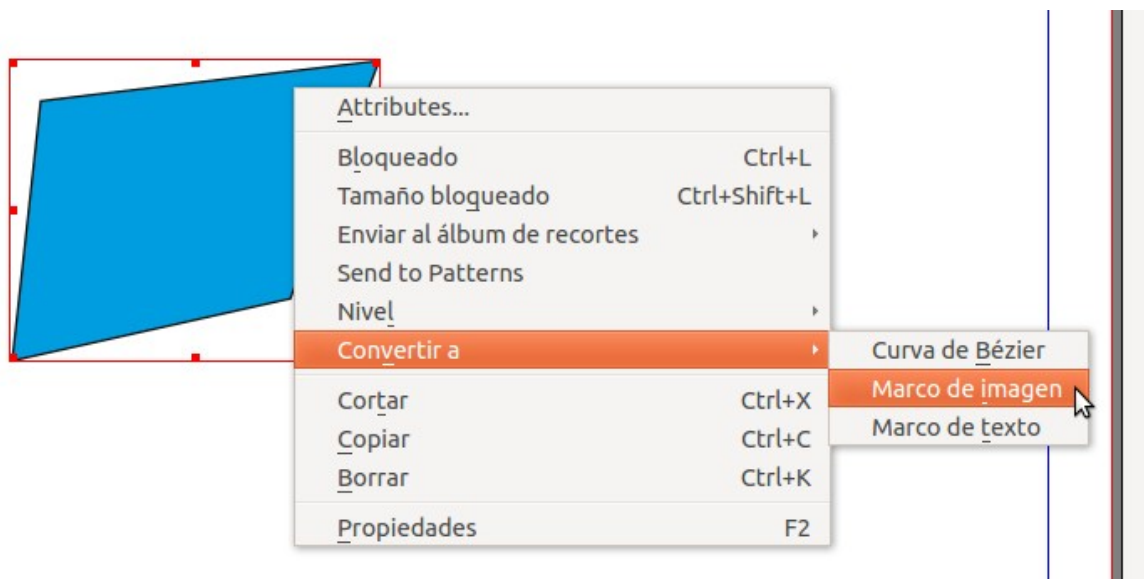 Attributes...
Bloqueado Ctrl+L
Tamaño bloqueado Ctrl+Shift+L
Enviar al álbum de recortes
Send to Patterns
Nivel
Convertir a
Curva de Bézier
Marco de imagen
Marco de texto
Cortar Ctrl+X
Copiar Ctrl+C
Borrar Ctrl+K
Propiedades F2